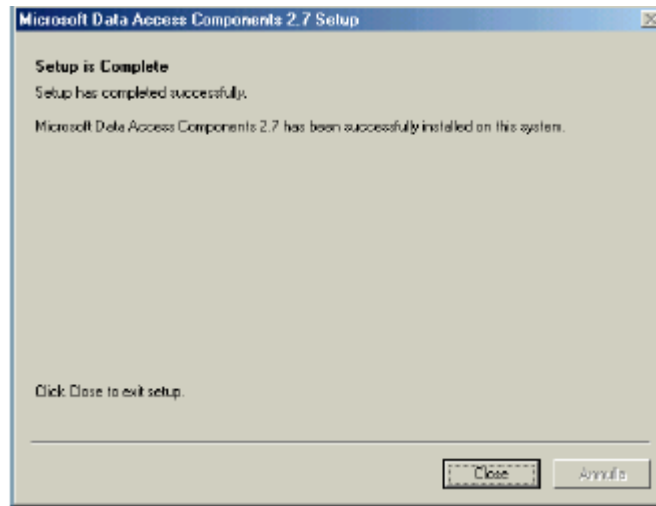 Microsoft Data Access Components 2.7 Setup
Setup is Complete
Setup has completed successfully.
Microsoft Data Access Components 2.7 has been successfully installed on this system.
Click Close to exit setup.
Close
Annulla